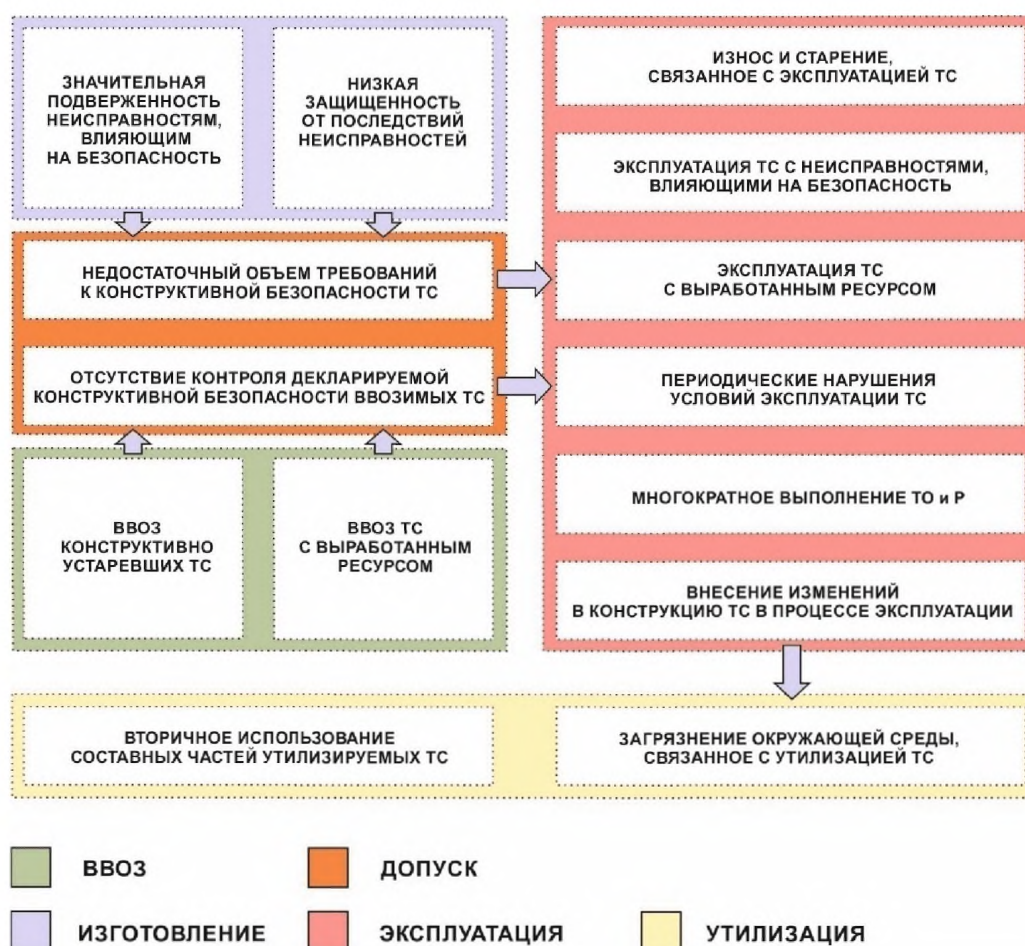 ЗНАЧИТЕЛЬНАЯ
ПОДВЕРЖЕННОСТЬ
НЕИСПРАВНОСТЯМ,
ВЛИЯЮЩИМ
НА БЕЗОПАСНОСТЬ
НИЗКАЯ
ЗАЩИЩЕННОСТЬ
ОТ ПОСЛЕДСТВИЙ
НЕИСПРАВНОСТЕЙ
НЕДОСТАТОЧНЫЙ ОБЪЕМ ТРЕБОВАНИЙ
К КОНСТРУКТИВНОЙ БЕЗОПАСНОСТИ ТС
ОТСУТСТВИЕ КОНТРОЛЯ ДЕКЛАРИРУЕМОЙ
КОНСТРУКТИВНОЙ БЕЗОПАСНОСТИ ВВОЗИМЫХ ТС
ВВОЗ
КОНСТРУКТИВНО
УСТАРЕВШИХ ТС
ВВОЗ ТС
С ВЫРАБОТАННЫМ
РЕСУРСОМ
ИЗНОС И СТАРЕНИЕ,
СВЯЗАННОЕ С ЭКСПЛУАТАЦИЕЙ ТС
ЭКСПЛУАТАЦИЯ ТС С НЕИСПРАВНОСТЯМИ,
ВЛИЯЮЩИМИ НА БЕЗОПАСНОСТЬ
ЭКСПЛУАТАЦИЯ ТС
С ВЫРАБОТАННЫМ РЕСУРСОМ
ПЕРИОДИЧЕСКИЕ НАРУШЕНИЯ
УСЛОВИЙ ЭКСПЛУАТАЦИИ ТС
МНОГОКРАТНОЕ ВЫПОЛНЕНИЕ ТО и Р
ВНЕСЕНИЕ ИЗМЕНЕНИЙ
В КОНСТРУКЦИЮ ТС В ПРОЦЕССЕ ЭКСПЛУАТАЦИИ
ВТОРИЧНОЕ ИСПОЛЬЗОВАНИЕ
СОСТАВНЫХ ЧАСТЕЙ УТИЛИЗИРУЕМЫХ ТС
ЗАГРЯЗНЕНИЕ ОКРУЖАЮЩЕЙ СРЕДЫ,
СВЯЗАННОЕ С УТИЛИЗАЦИЕЙ ТС
ВВОЗ
ДОПУСК
ИЗГОТОВЛЕНИЕ
ЭКСПЛУАТАЦИЯ
УТИЛИЗАЦИЯ